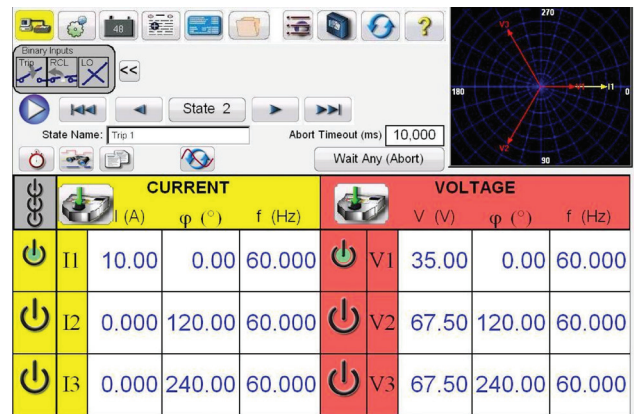 48
?
Binary Inputs
Trip RCL LO
<<
State 2
State Name: Trip 1 Abort Timeout (ms) 10,000
Wait Any (Abort)
270
V3
180 V1 I1 0
V2
90
CURRENT VOLTAGE
I (A) φ (°) f (Hz) V (V) φ (°) f (Hz)
I1 10.00 0.00 60.000 V1 35.00 0.00 60.000
I2 0.000 120.00 60.000 V2 67.50 120.00 60.000
I3 0.000 240.00 60.000 V3 67.50 240.00 60.000